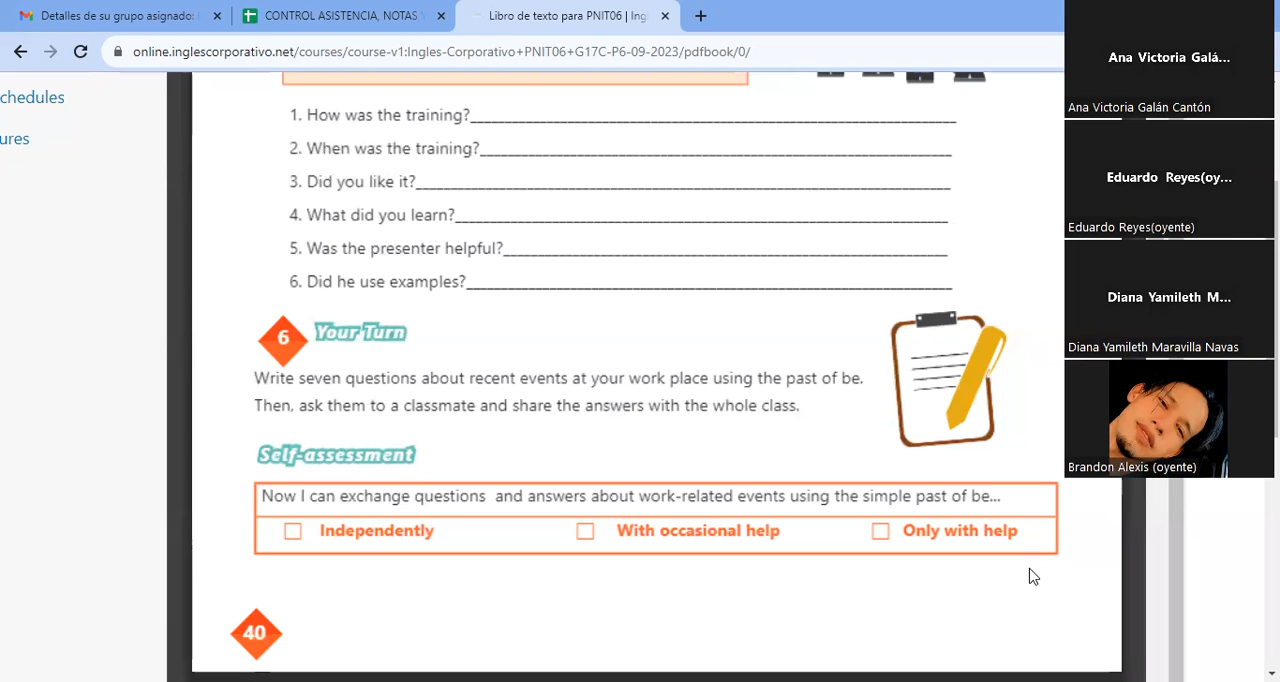 Detalles de su grupo asignado:
CONTROL ASISTENCIA, NOTAS Y
Libro de texto para PNIT06 | Ingl
online.inglescorporativo.net/courses/course-v1:Ingles-Corporativo+PNIT06+G17C-P6-09-2023/pdfbook/0/
chedules
ures
1. How was the training?
2. When was the training?
3. Did you like it?
4. What did you learn?
5. Was the presenter helpful?
6. Did he use examples?
6 Your Turn
Write seven questions about recent events at your work place using the past of be.
Then, ask them to a classmate and share the answers with the whole class.
Self-assessment
Now I can exchange questions and answers about work-related events using the simple past of be...
Independently With occasional help Only with help
40
Ana Victoria Galá...
Ana Victoria Galán Cantón
Eduardo Reyes(oy...
Eduardo Reyes(oyente)
Diana Yamileth M...
Diana Yamileth Maravilla Navas
Brandon Alexis (oyente)